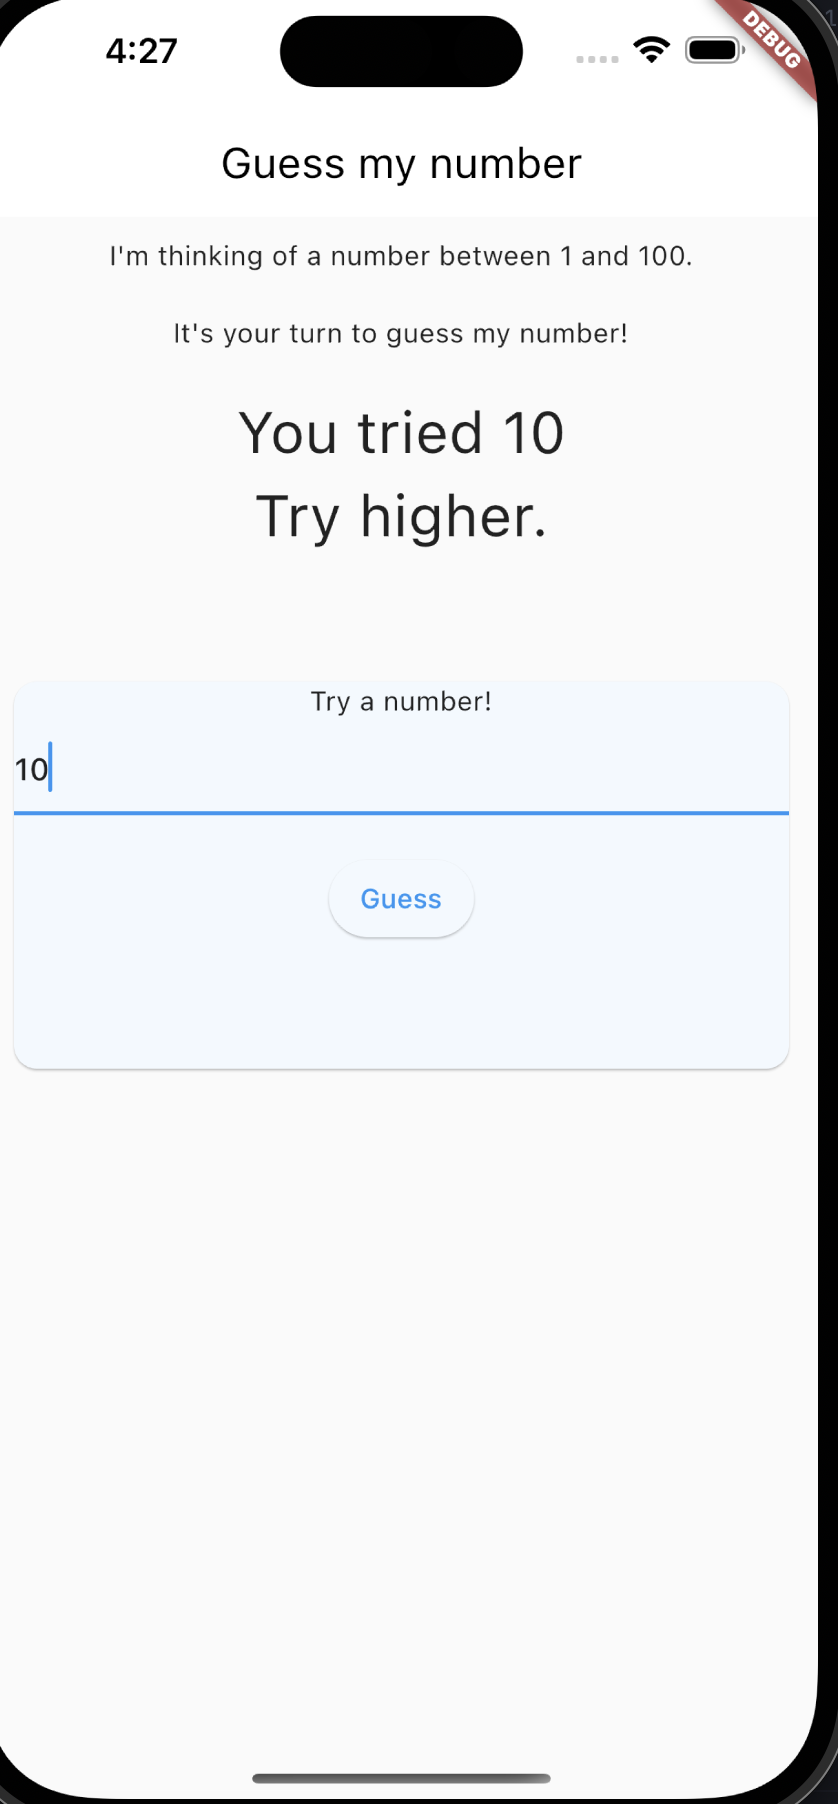 4:27
DEBUG
Guess my number
I'm thinking of a number between 1 and 100.
It's your turn to guess my number!
You tried 10
Try higher.
Try a number!
10
Guess